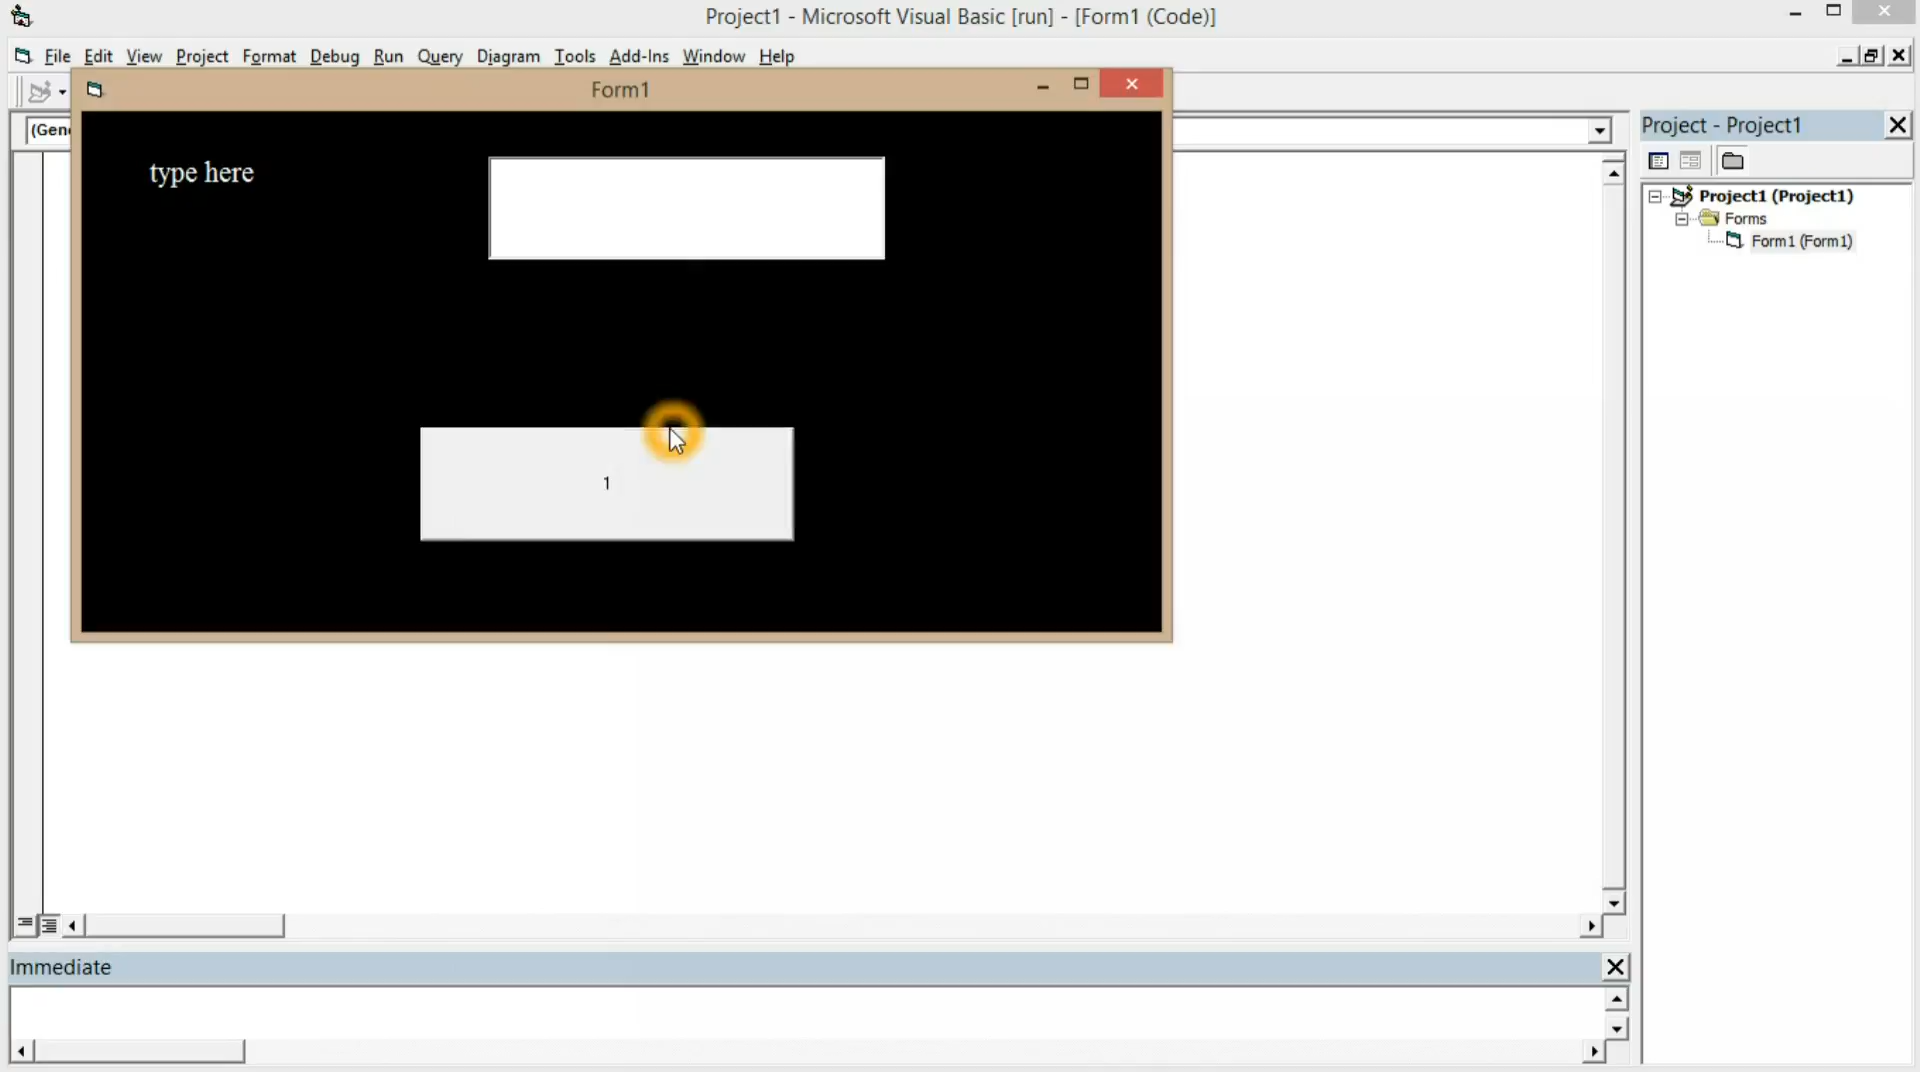 Project1 - Microsoft Visual Basic [run] - [Form1 (Code)]
File Edit View Project Format Debug Run Query Diagram Tools Add-Ins Window Help
Form1
(Gen
Project - Project1
type here
Project1 (Project1)
Forms
Form1 (Form1)
1
Immediate